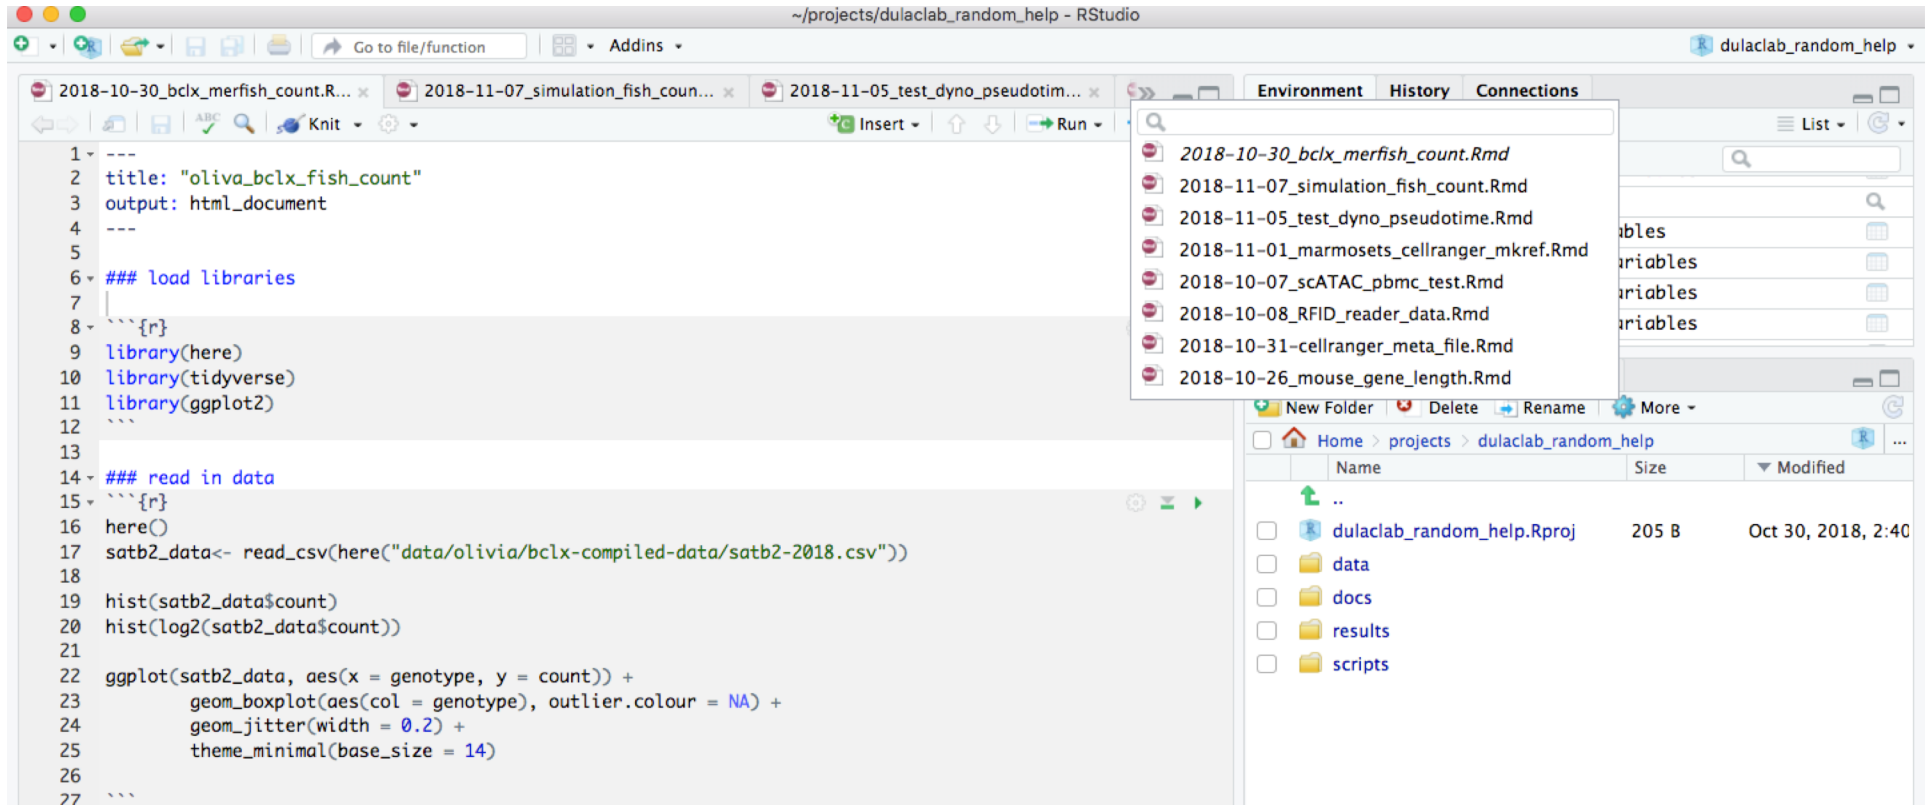 ~/projects/dulaclab_random_help - RStudio
Go to file/function
Addins
dulaclab_random_help
2018-10-30_bclx_merfish_count.R...
2018-11-07_simulation_fish_coun...
2018-11-05_test_dyno_pseudotim...
ABC
Knit
Insert
Run
1 ---
2 title: "oliva_bclx_fish_count"
3 output: html_document
4 ---
5
6 ### load libraries
7
8 ```{r}
9 library(here)
10 library(tidyverse)
11 library(ggplot2)
12 ```
13
14 ### read in data
15 ```{r}
16 here()
17 satb2_data<- read_csv(here("data/olivia/bclx-compiled-data/satb2-2018.csv"))
18
19 hist(satb2_data$count)
20 hist(log2(satb2_data$count))
21
22 ggplot(satb2_data, aes(x = genotype, y = count)) +
23 geom_boxplot(aes(col = genotype), outlier.colour = NA) +
24 geom_jitter(width = 0.2) +
25 theme_minimal(base_size = 14)
26
27 ```
2018-10-30_bclx_merfish_count.Rmd
2018-11-07_simulation_fish_count.Rmd
2018-11-05_test_dyno_pseudotime.Rmd
2018-11-01_marmosets_cellranger_mkref.Rmd
2018-10-07_scATAC_pbmc_test.Rmd
2018-10-08_RFID_reader_data.Rmd
2018-10-31-cellranger_meta_file.Rmd
2018-10-26_mouse_gene_length.Rmd
Environment History Connections
List
New Folder Delete Rename More
Home > projects > dulaclab_random_help ...
Name Size Modified
..
dulaclab_random_help.Rproj 205 B Oct 30, 2018, 2:40
data
docs
results
scripts